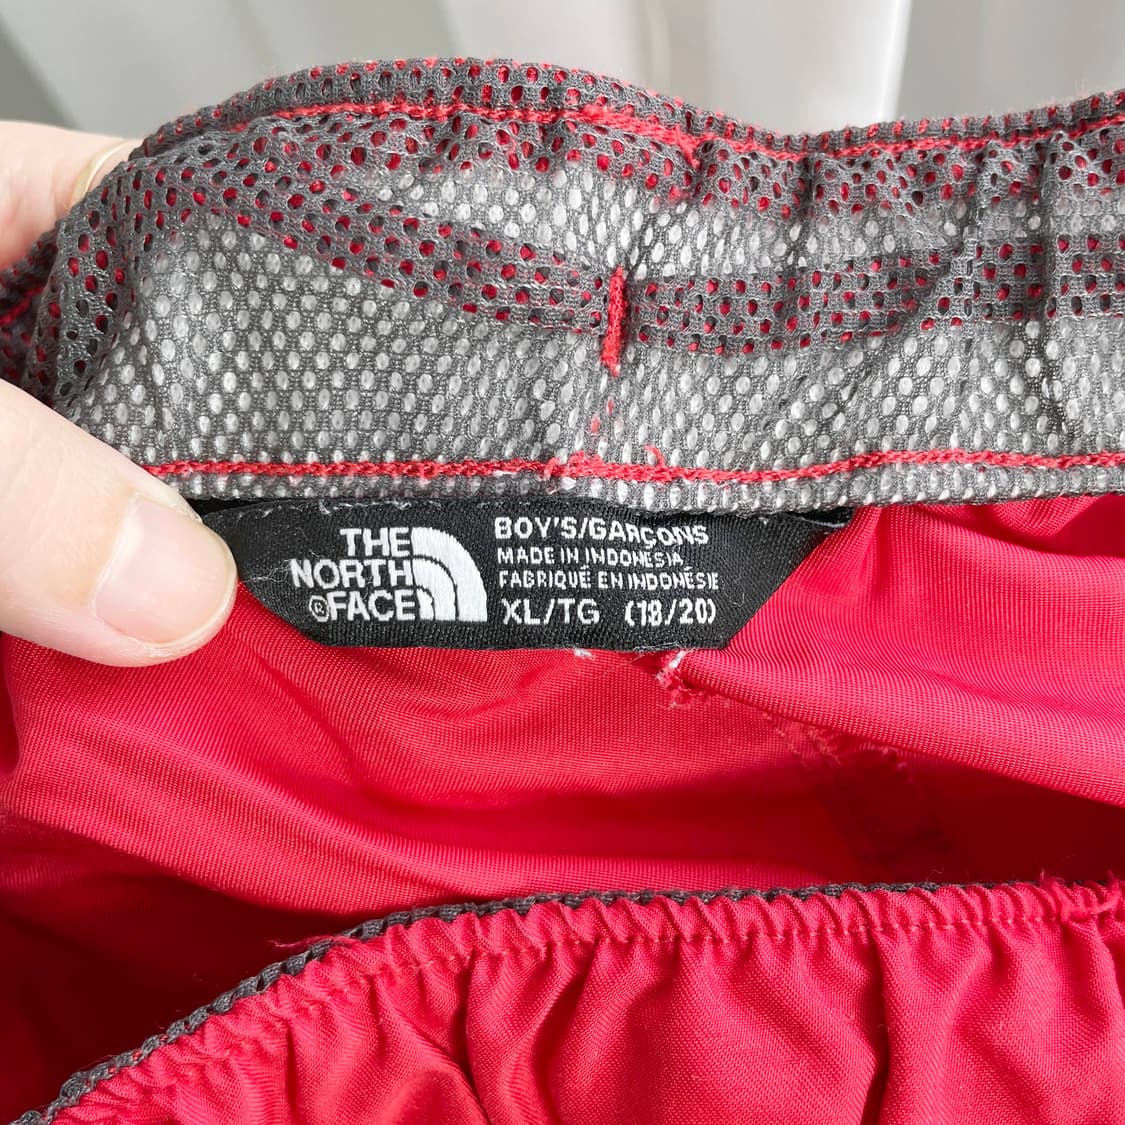 THE
NORTH
®FACE
BOY'S/GARÇONS
MADE IN INDONESIA
FABRIQUÉ EN INDONÉSIE
XL/TG (18/20)